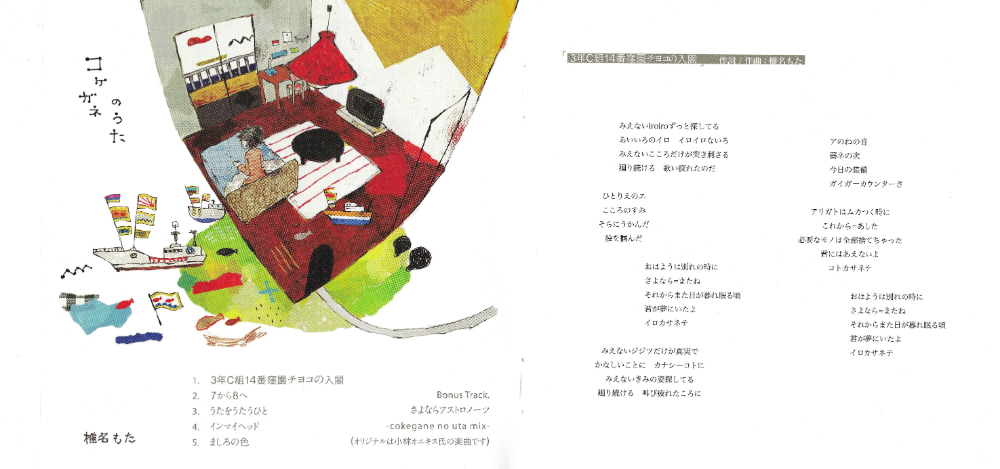 コケガネのうた
1. 3年C組14番窪園チヨコの入閣
2. 7から8へ
3. うたをうたうひと
4. インマイヘッド
5. ましろの色
Bonus Track.
さよならアストロノーツ
-cokegane no uta mix-
(オリジナルは小林オニキス氏の楽曲です)
椎名もた
「3年C組14番窪園チヨコの入閣」 作詞 / 作曲 : 椎名もた
みえないiroiroずっと探してる
あいいろのイロ イロイロないろ
みえないこころだけが突き刺さる
廻り続ける 歌い疲れたのだ
ひとりえのエ
こころのすみ
そらにうかんだ
絵を掴んだ
おはようは別れの時に
さよなら=またね
それからまた日が暮れ眠る頃
君が夢にいたよ
イロカサネテ
みえないジジツだけが真実で
かなしいことに カナシーコトに
みえないきみの姿探してる
廻り続ける 叫び疲れたころに
アのねの音
弱ネの次
今日の装備
ガイガーカウンターさ
アリガトはムカつく時に
これから=あした
必要なモノは全部捨てちゃった
君にはあえないよ
コトカサネテ
おはようは別れの時に
さよなら=またね
それからまた日が暮れ眠る頃
君が夢にいたよ
イロカサネテ